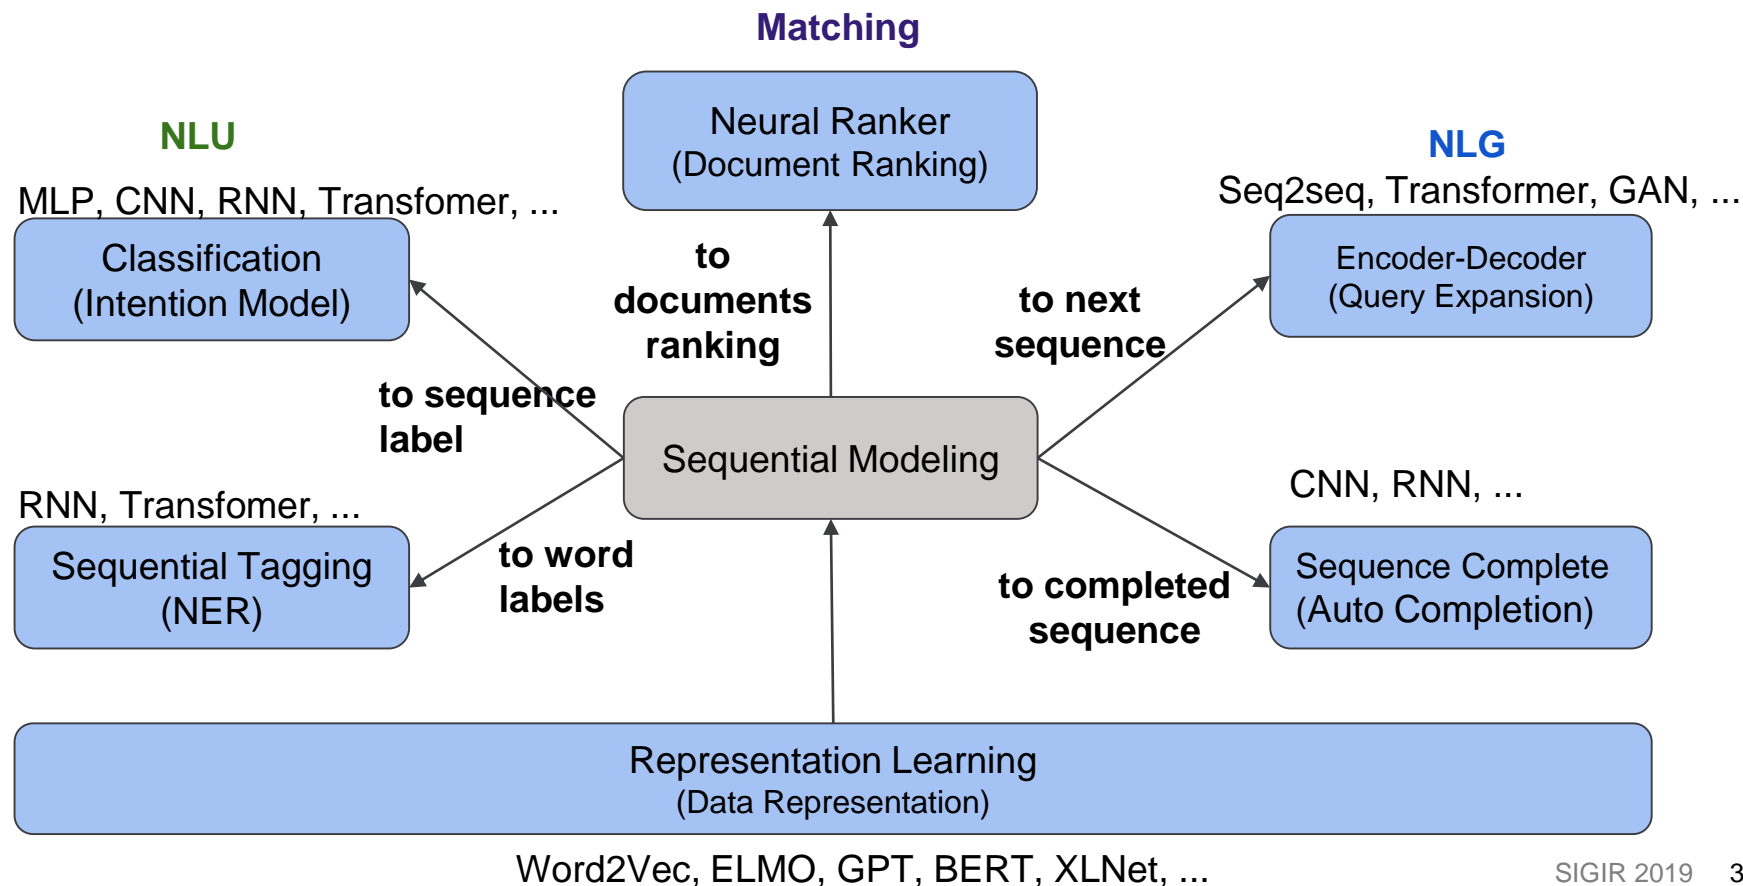 Matching
Neural Ranker
(Document Ranking)
NLU
MLP, CNN, RNN, Transfomer, ...
Classification
(Intention Model)
NLG
Seq2seq, Transformer, GAN, ...
Encoder-Decoder
(Query Expansion)
to
documents
ranking
to next
sequence
to sequence
label
Sequential Modeling
RNN, Transfomer, ...
Sequential Tagging
(NER)
to word
labels
CNN, RNN, ...
Sequence Complete
(Auto Completion)
to completed
sequence
Representation Learning
(Data Representation)
Word2Vec, ELMO, GPT, BERT, XLNet, ...
SIGIR 2019 3